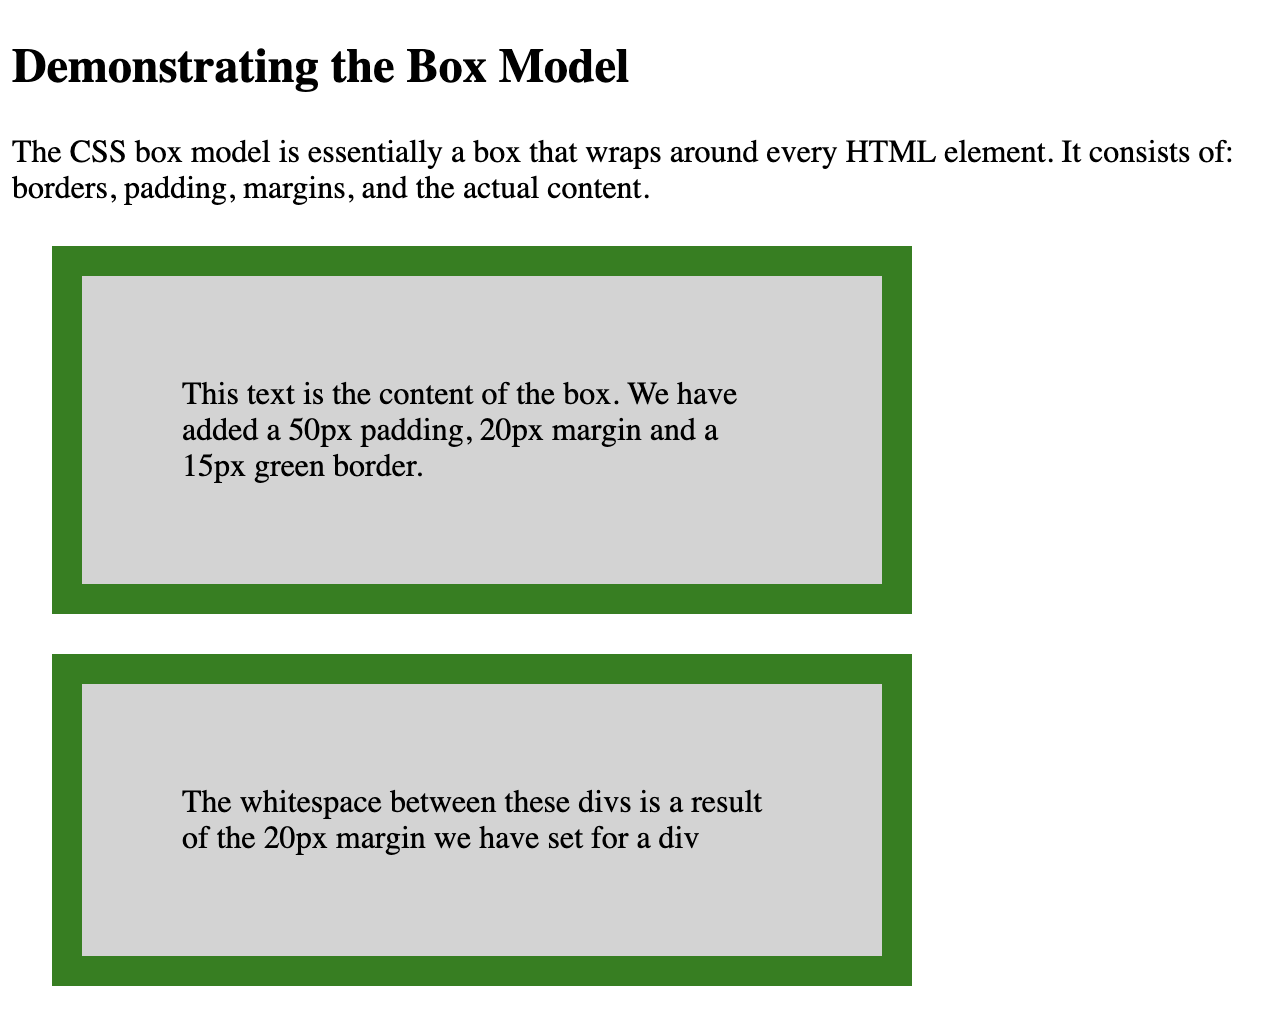 Demonstrating the Box Model
The CSS box model is essentially a box that wraps around every HTML element. It consists of:
borders, padding, margins, and the actual content.
This text is the content of the box. We have
added a 50px padding, 20px margin and a
15px green border.
The whitespace between these divs is a result
of the 20px margin we have set for a div